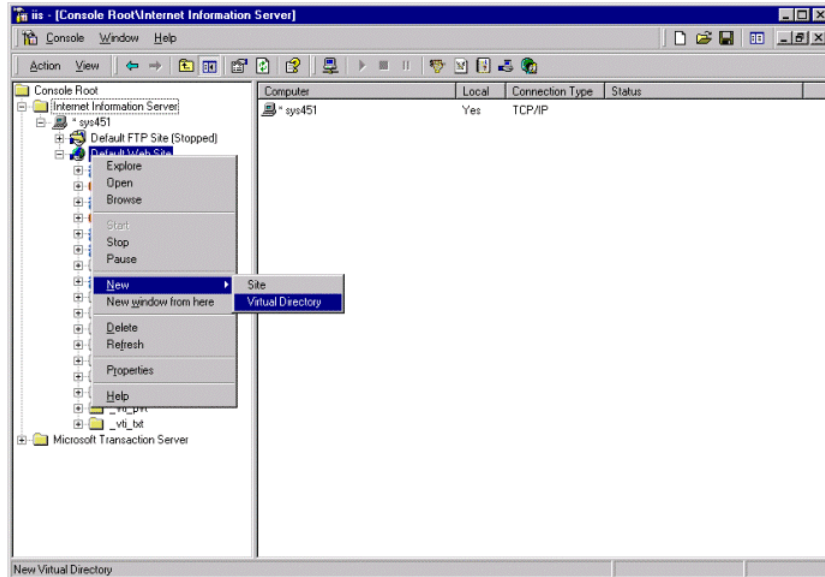 iis - [Console Root\Internet Information Server]
Console Window Help
Action View
Console Root
Internet Information Server
* sys451
Default FTP Site (Stopped)
Default Web Site
Explore
Open
Browse
Start
Stop
Pause
New
New window from here
Delete
Refresh
Properties
Help
Site
Virtual Directory
_vti_pvt
_vti_txt
Microsoft Transaction Server
Computer Local Connection Type Status
* sys451 Yes TCP/IP
New Virtual Directory